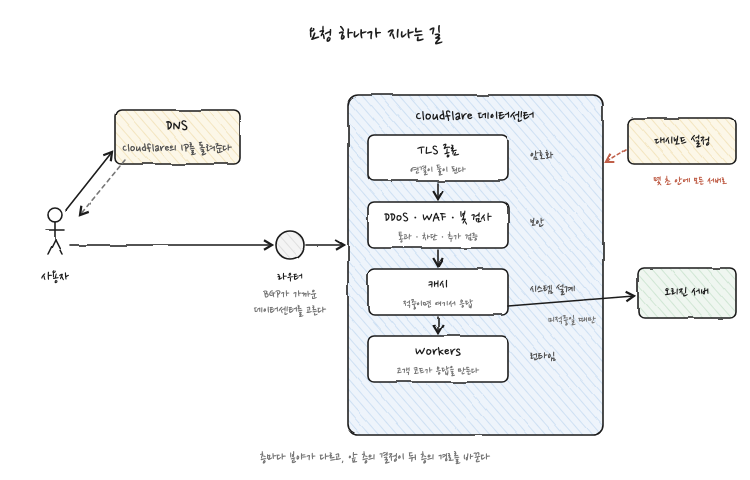 요청 하나가 지나는 길
DNS
Cloudflare의 IP를 돌려준다
사용자
라우터
BGP가 가까운
데이터센터를 고른다
Cloudflare 데이터센터
TLS 종료
연결이 둘이 된다
암호화
DDoS · WAF · 봇 검사
통과 · 차단 · 추가 검증
보안
캐시
적중이면 여기서 응답
시스템 설계
미적중일 때만
Workers
고객 코드가 응답을 만든다
런타임
대시보드 설정
몇 초 안에 모든 서버로
오리진 서버
층마다 분야가 다르고, 앞 층의 결정이 뒤 층의 경로를 바꾼다